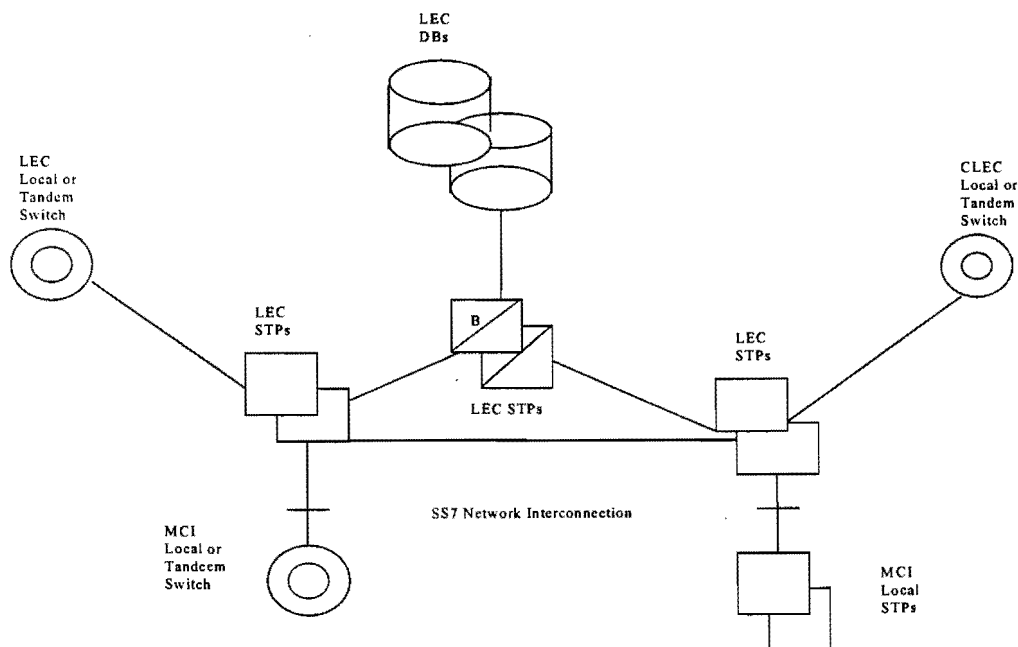 LEC
DBs
LEC
Local or
Tandem
Switch
CLEC
Local or
Tandem
Switch
LEC
STPs
B
LEC
STPs
LEC STPs
SS7 Network Interconnection
MCI
Local or
Tandeem
Switch
MCI
Local
STPs